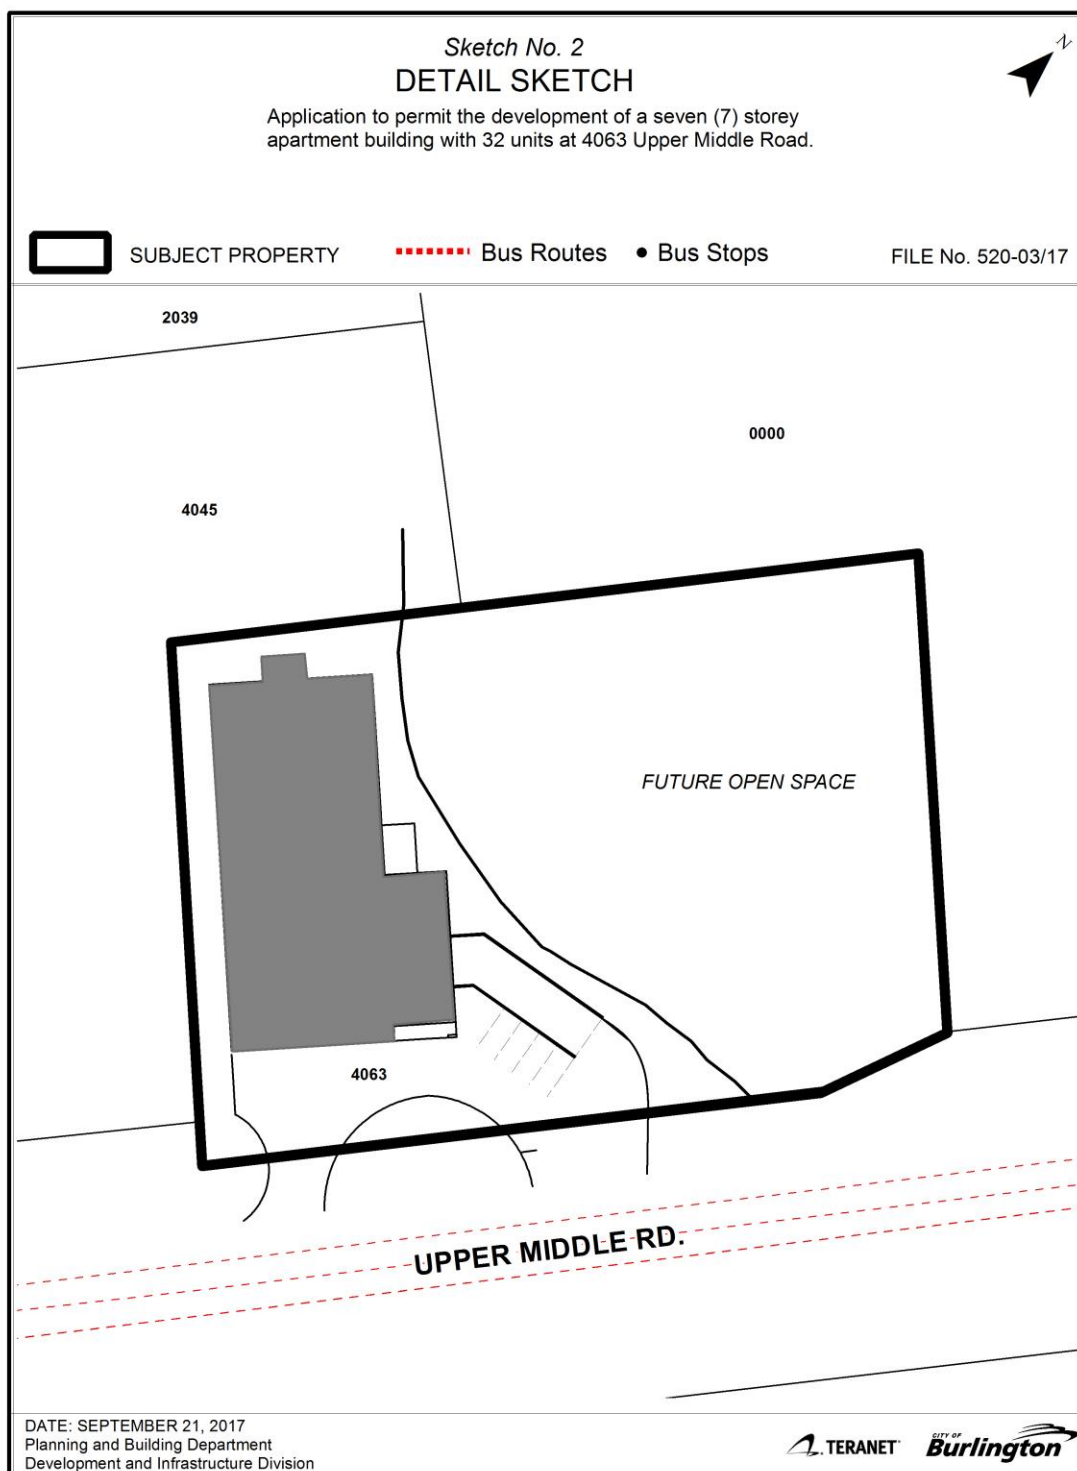 Sketch No. 2
DETAIL SKETCH
N
Application to permit the development of a seven (7) storey
apartment building with 32 units at 4063 Upper Middle Road.
SUBJECT PROPERTY
Bus Routes
Bus Stops
FILE No. 520-03/17
2039
0000
4045
FUTURE OPEN SPACE
4063
UPPER MIDDLE RD.
DATE: SEPTEMBER 21, 2017
Planning and Building Department
Development and Infrastructure Division
TERANET
CITY OF
Burlington